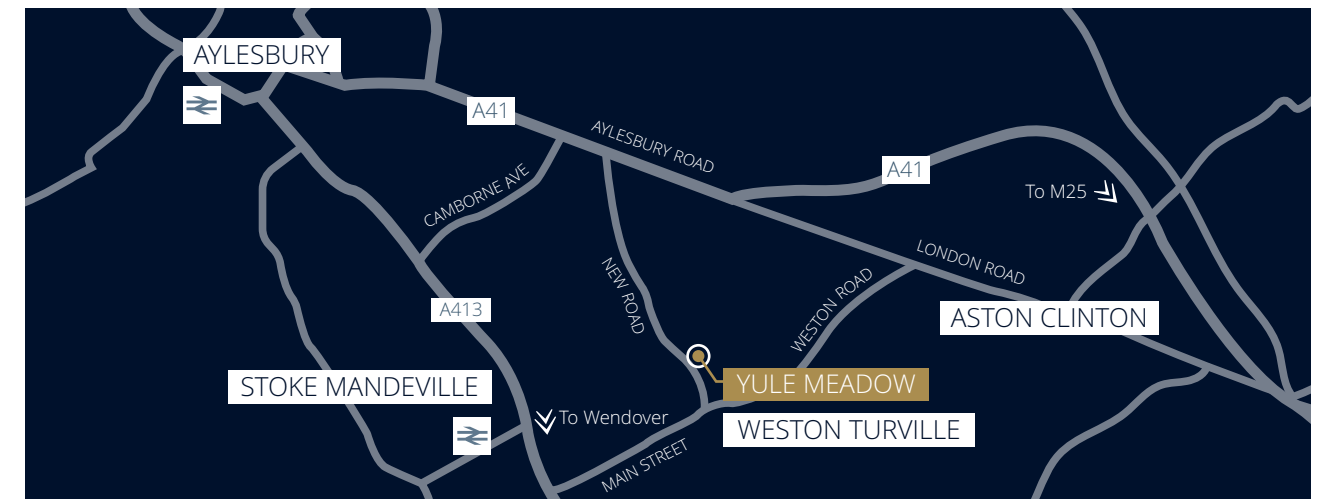 AYLESBURY
A41
AYLESBURY ROAD
A41
To M25
CAMBORNE AVE
LONDON ROAD
NEW ROAD
WESTON ROAD
A413
ASTON CLINTON
STOKE MANDEVILLE
YULE MEADOW
To Wendover
WESTON TURVILLE
MAIN STREET